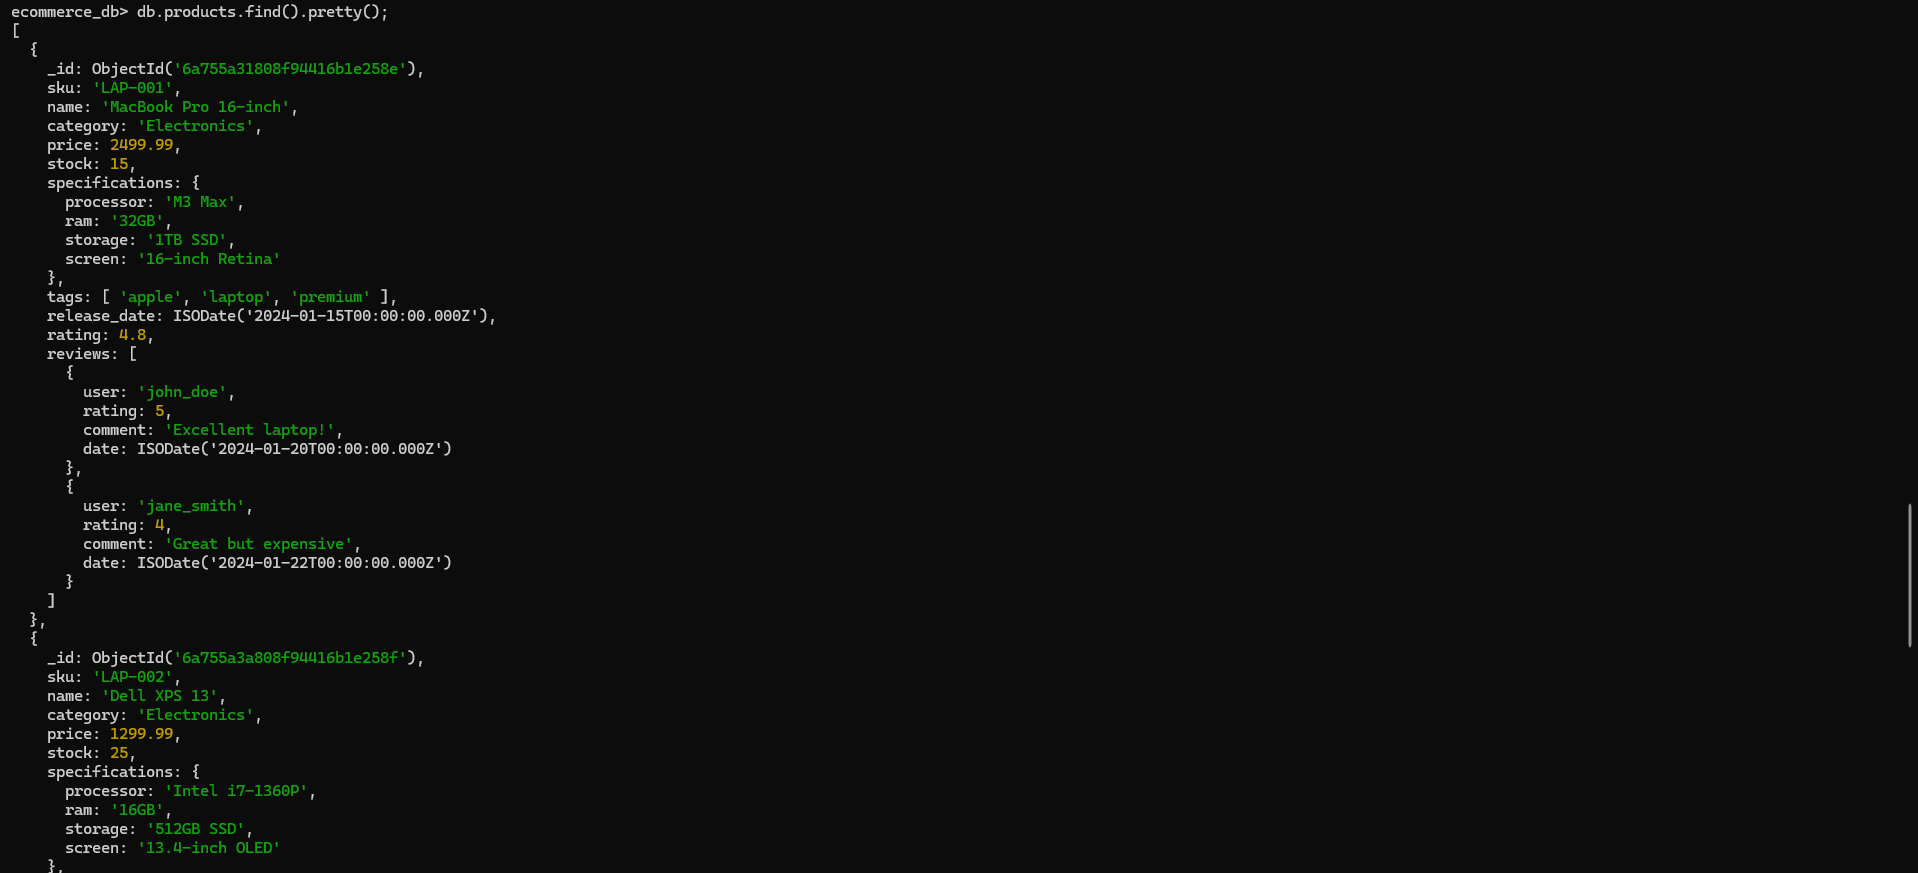 ecommerce_db> db.products.find().pretty();
[
  {
    _id: ObjectId('6a755a31808f94416b1e258e'),
    sku: 'LAP-001',
    name: 'MacBook Pro 16-inch',
    category: 'Electronics',
    price: 2499.99,
    stock: 15,
    specifications: {
      processor: 'M3 Max',
      ram: '32GB',
      storage: '1TB SSD',
      screen: '16-inch Retina'
    },
    tags: [ 'apple', 'laptop', 'premium' ],
    release_date: ISODate('2024-01-15T00:00:00.000Z'),
    rating: 4.8,
    reviews: [
      {
        user: 'john_doe',
        rating: 5,
        comment: 'Excellent laptop!',
        date: ISODate('2024-01-20T00:00:00.000Z')
      },
      {
        user: 'jane_smith',
        rating: 4,
        comment: 'Great but expensive',
        date: ISODate('2024-01-22T00:00:00.000Z')
      }
    ]
  },
  {
    _id: ObjectId('6a755a3a808f94416b1e258f'),
    sku: 'LAP-002',
    name: 'Dell XPS 13',
    category: 'Electronics',
    price: 1299.99,
    stock: 25,
    specifications: {
      processor: 'Intel i7-1360P',
      ram: '16GB',
      storage: '512GB SSD',
      screen: '13.4-inch OLED'
    },